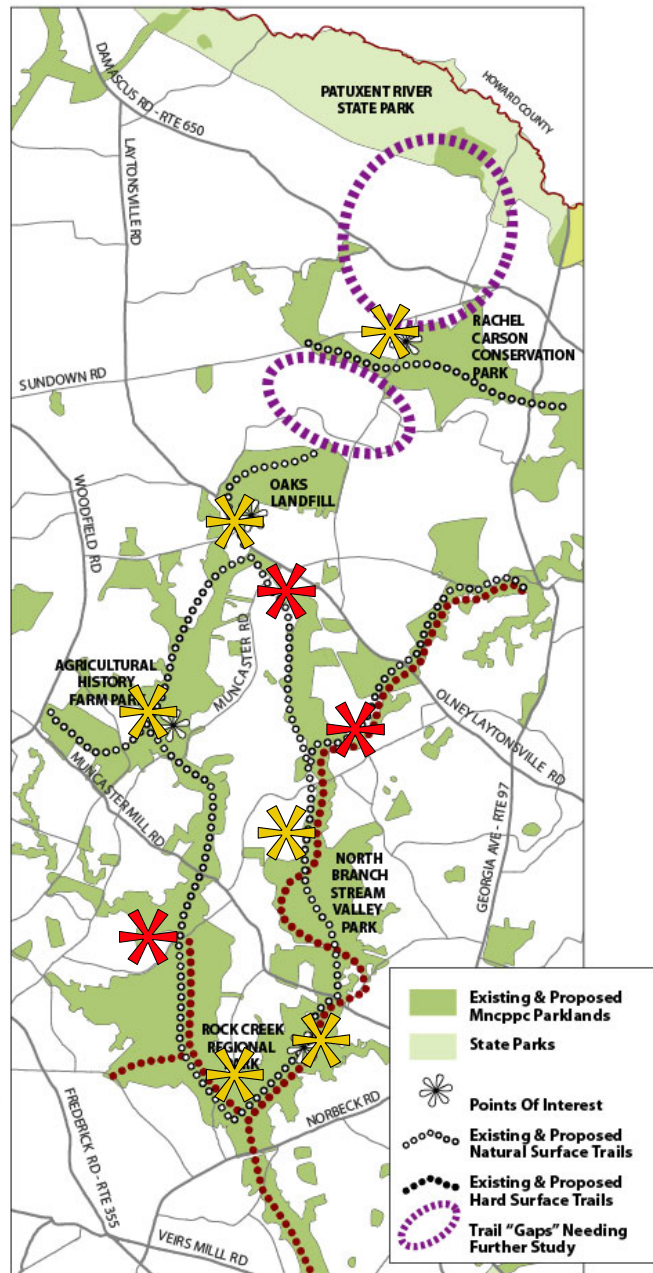 DAMASCUS RD - RTE 650
HOWARD COUNTY
PATUXENT RIVER
STATE PARK
LAYTONSVILLE RD
RACHEL
CARSON
CONSERVATION
PARK
SUNDOWN RD
WOODFIELD RD
OAKS
LANDFILL
MUNCASTER RD
AGRICULTURAL
HISTORY
FARM PARK
OLNEY LAYTONSVILLE RD
MUNCASTER MILL RD
GEORGIA AVE - RTE 97
NORTH
BRANCH
STREAM
VALLEY
PARK
ROCK CREEK
REGIONAL
PARK
NORBECK RD
FREDERICK RD - RTE 355
VEIRS MILL RD
Existing & Proposed
Mncppc Parklands
State Parks
Points Of Interest
Existing & Proposed
Natural Surface Trails
Existing & Proposed
Hard Surface Trails
Trail "Gaps" Needing
Further Study